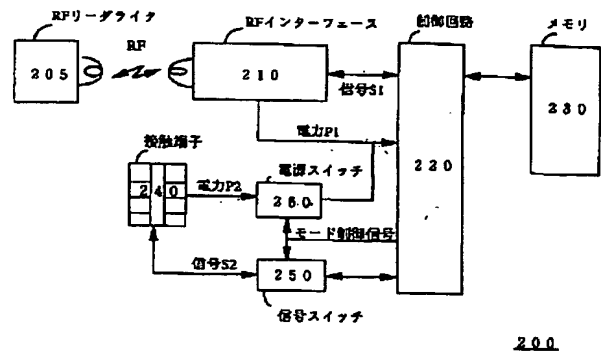 RFリーダライタ
RFインターフェース
制御回路
メモリ
RF
205
210
信号S1
220
230
電力P1
接触端子
電源スイッチ
240
電力P2
260
モード制御信号
信号S2
250
信号スイッチ
200